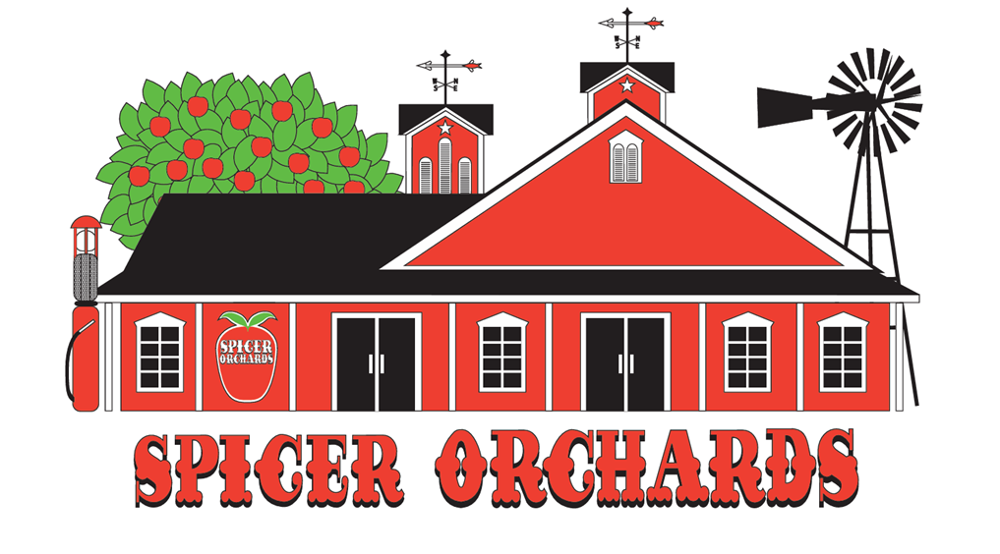 W N
S E
W N
S E
SPICER
ORCHARDS
SPICER ORCHARDS